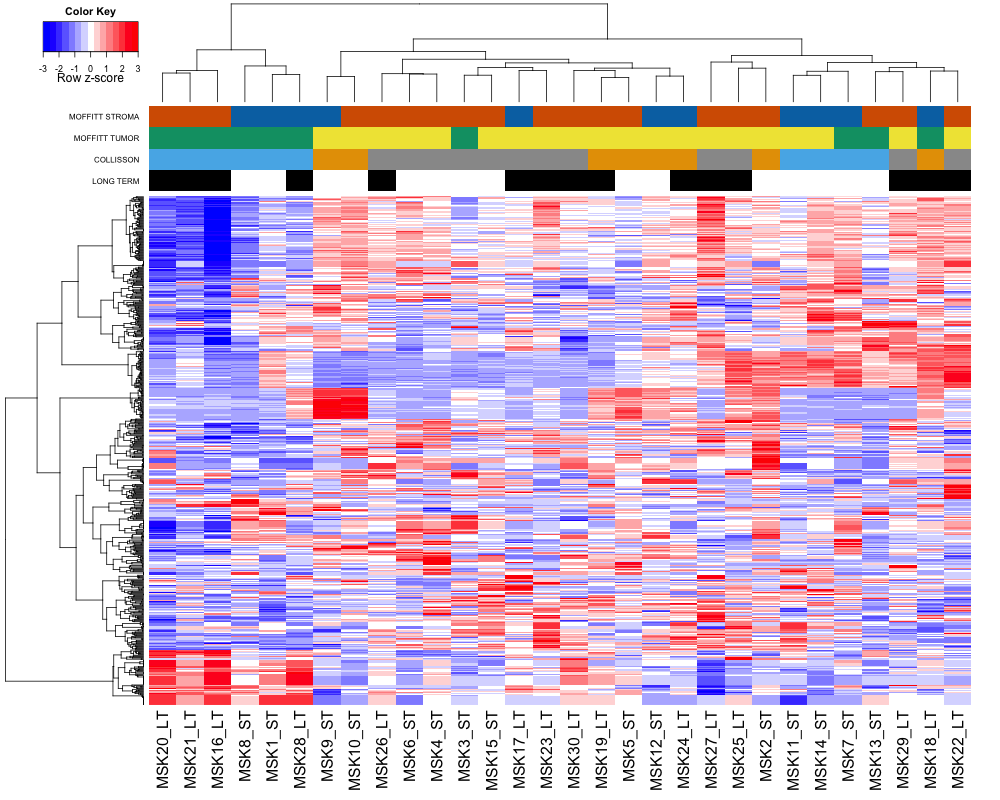 Color Key
-3 -2 -1 0 1 2 3
Row z-score
MOFFITT STROMA
MOFFITT TUMOR
COLLISSON
LONG TERM
MSK20_LT
MSK21_LT
MSK16_LT
MSK8_ST
MSK1_ST
MSK28_LT
MSK9_ST
MSK10_ST
MSK26_LT
MSK6_ST
MSK4_ST
MSK3_ST
MSK15_ST
MSK17_LT
MSK23_LT
MSK30_LT
MSK19_LT
MSK5_ST
MSK12_ST
MSK24_LT
MSK27_LT
MSK25_LT
MSK2_ST
MSK11_ST
MSK14_ST
MSK7_ST
MSK13_ST
MSK29_LT
MSK18_LT
MSK22_LT